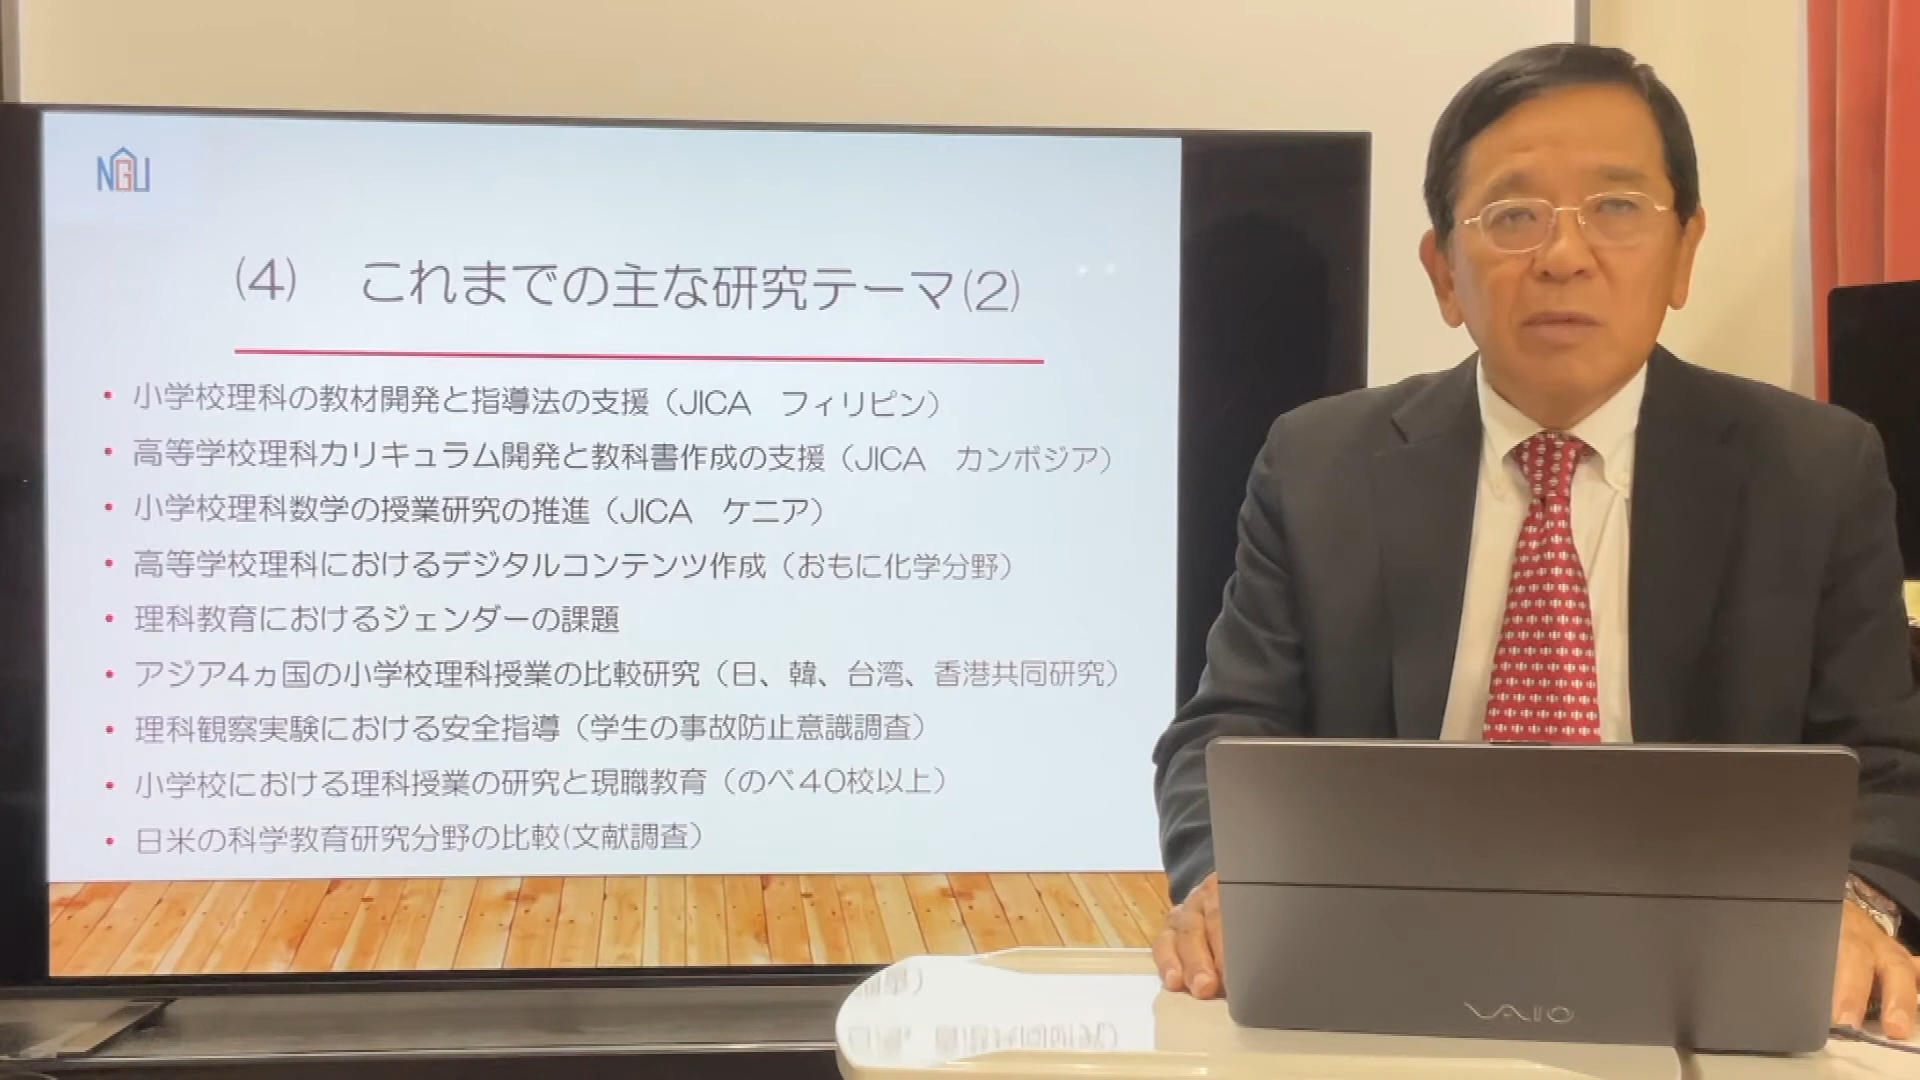 NGU
(4)　これまでの主な研究テーマ(2)
• 小学校理科の教材開発と指導法の支援（JICA　フィリピン）
• 高等学校理科カリキュラム開発と教科書作成の支援（JICA　カンボジア）
• 小学校理科数学の授業研究の推進（JICA　ケニア）
• 高等学校理科におけるデジタルコンテンツ作成（おもに化学分野）
• 理科教育におけるジェンダーの課題
• アジア4ヵ国の小学校理科授業の比較研究（日、韓、台湾、香港共同研究）
• 理科観察実験における安全指導（学生の事故防止意識調査）
• 小学校における理科授業の研究と現職教育（のべ40校以上）
• 日米の科学教育研究分野の比較(文献調査）
VAIO